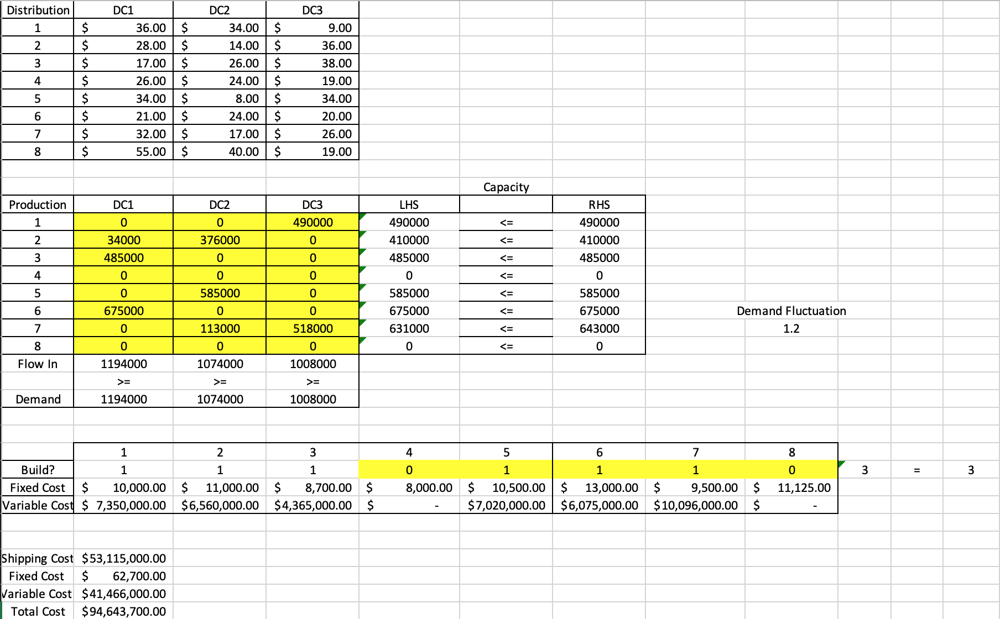 Distribution DC1 DC2 DC3
1 $ 36.00 $ 34.00 $ 9.00
2 $ 28.00 $ 14.00 $ 36.00
3 $ 17.00 $ 26.00 $ 38.00
4 $ 26.00 $ 24.00 $ 19.00
5 $ 34.00 $ 8.00 $ 34.00
6 $ 21.00 $ 24.00 $ 20.00
7 $ 32.00 $ 17.00 $ 26.00
8 $ 55.00 $ 40.00 $ 19.00
Capacity
Production DC1 DC2 DC3 LHS RHS
1 0 0 490000 490000 <= 490000
2 34000 376000 0 410000 <= 410000
3 485000 0 0 485000 <= 485000
4 0 0 0 0 <= 0
5 0 585000 0 585000 <= 585000
6 675000 0 0 675000 <= 675000 Demand Fluctuation
7 0 113000 518000 631000 <= 643000 1.2
8 0 0 0 0 <= 0
Flow In 1194000 1074000 1008000
>= >= >=
Demand 1194000 1074000 1008000
1 2 3 4 5 6 7 8
Build? 1 1 1 0 1 1 1 0 3 = 3
Fixed Cost $ 10,000.00 $ 11,000.00 $ 8,700.00 $ 8,000.00 $ 10,500.00 $ 13,000.00 $ 9,500.00 $ 11,125.00
Variable Cost $ 7,350,000.00 $6,560,000.00 $4,365,000.00 $ - $7,020,000.00 $6,075,000.00 $10,096,000.00 $ -
Shipping Cost $53,115,000.00
Fixed Cost $ 62,700.00
Variable Cost $41,466,000.00
Total Cost $94,643,700.00